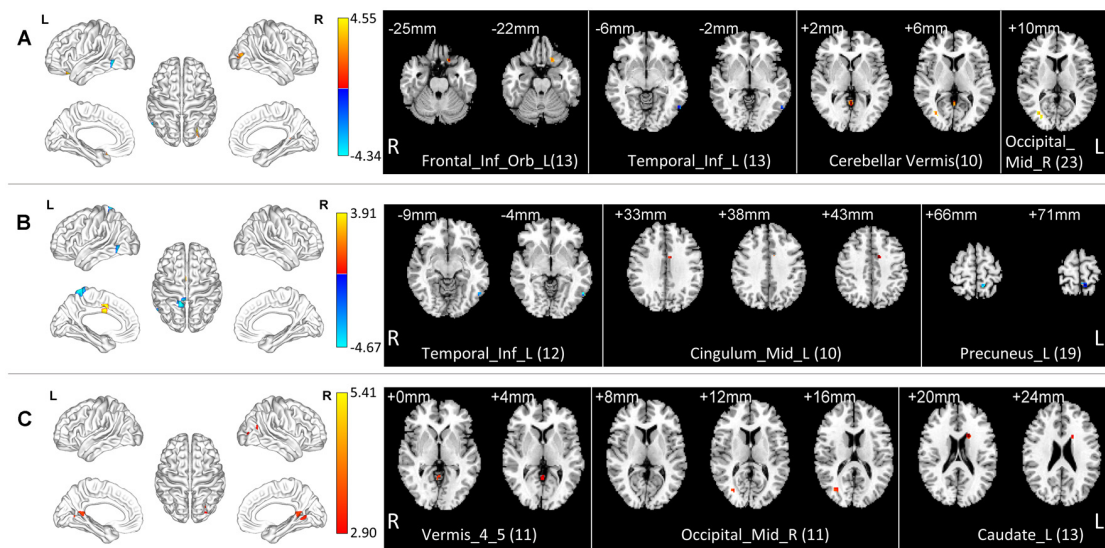 L
R
A
4.55
-4.34
-25mm
-22mm
-6mm
-2mm
+2mm
+6mm
+10mm
R
Frontal_Inf_Orb_L(13)
Temporal_Inf_L (13)
Cerebellar Vermis(10)
Occipital_
Mid_R (23)
L
L
R
B
3.91
-4.67
-9mm
-4mm
+33mm
+38mm
+43mm
+66mm
+71mm
R
Temporal_Inf_L (12)
Cingulum_Mid_L (10)
Precuneus_L (19)
L
L
R
C
5.41
2.90
+0mm
+4mm
+8mm
+12mm
+16mm
+20mm
+24mm
R
Vermis_4_5 (11)
Occipital_Mid_R (11)
Caudate_L (13)
L